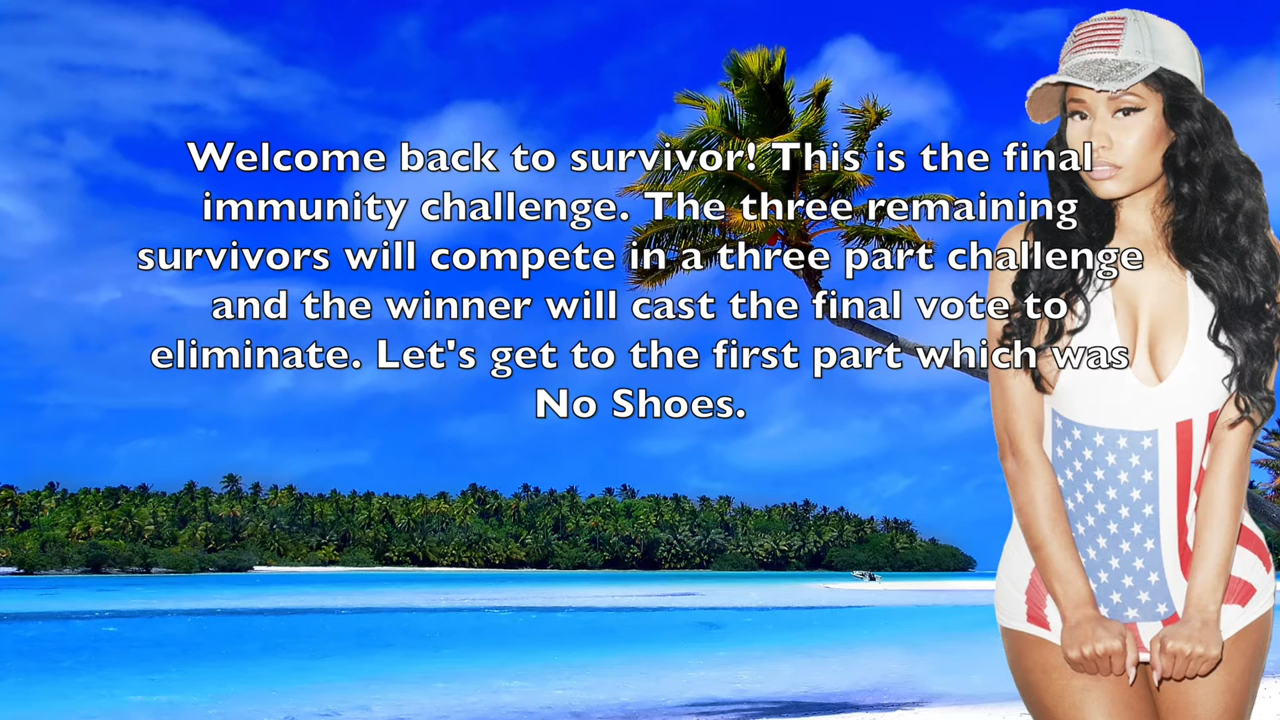 Welcome back to survivor! This is the final
immunity challenge. The three remaining
survivors will compete in a three part challenge
and the winner will cast the final vote to
eliminate. Let's get to the first part which was
No Shoes.